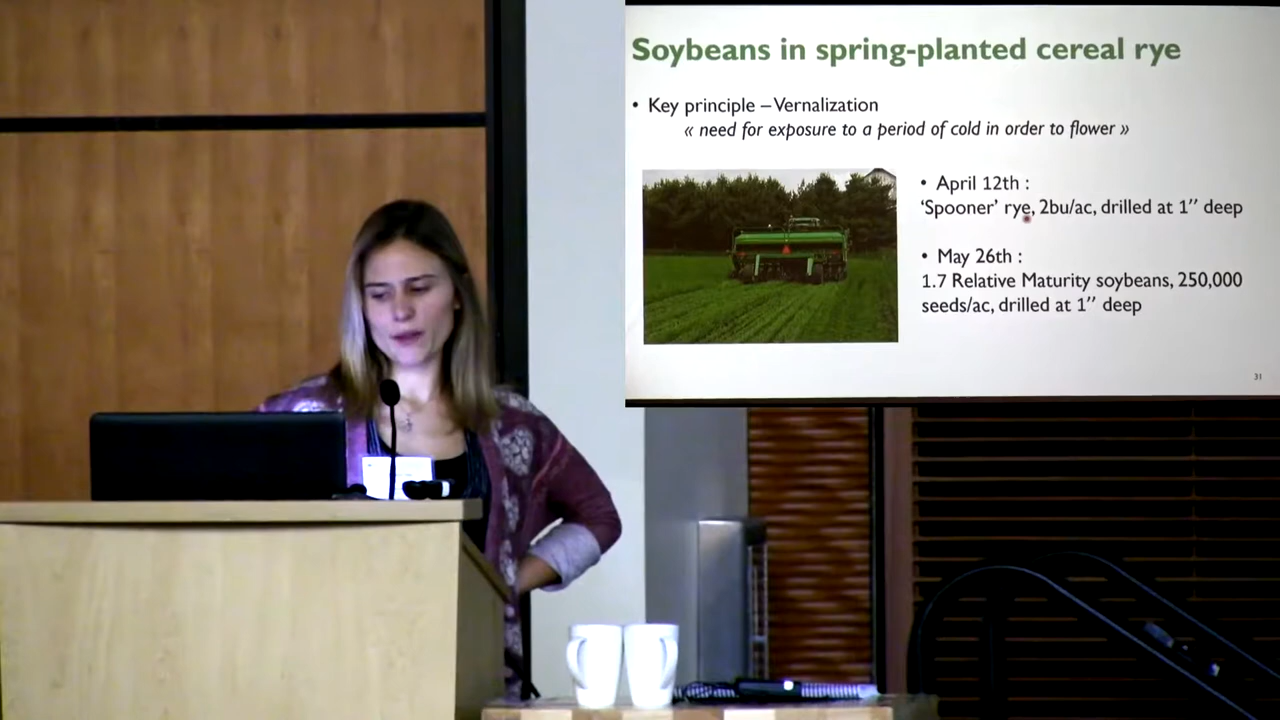 Soybeans in spring-planted cereal rye
• Key principle – Vernalization
« need for exposure to a period of cold in order to flower »
• April 12th :
‘Spooner’ rye, 2bu/ac, drilled at 1’’ deep
• May 26th :
1.7 Relative Maturity soybeans, 250,000
seeds/ac, drilled at 1’’ deep
31